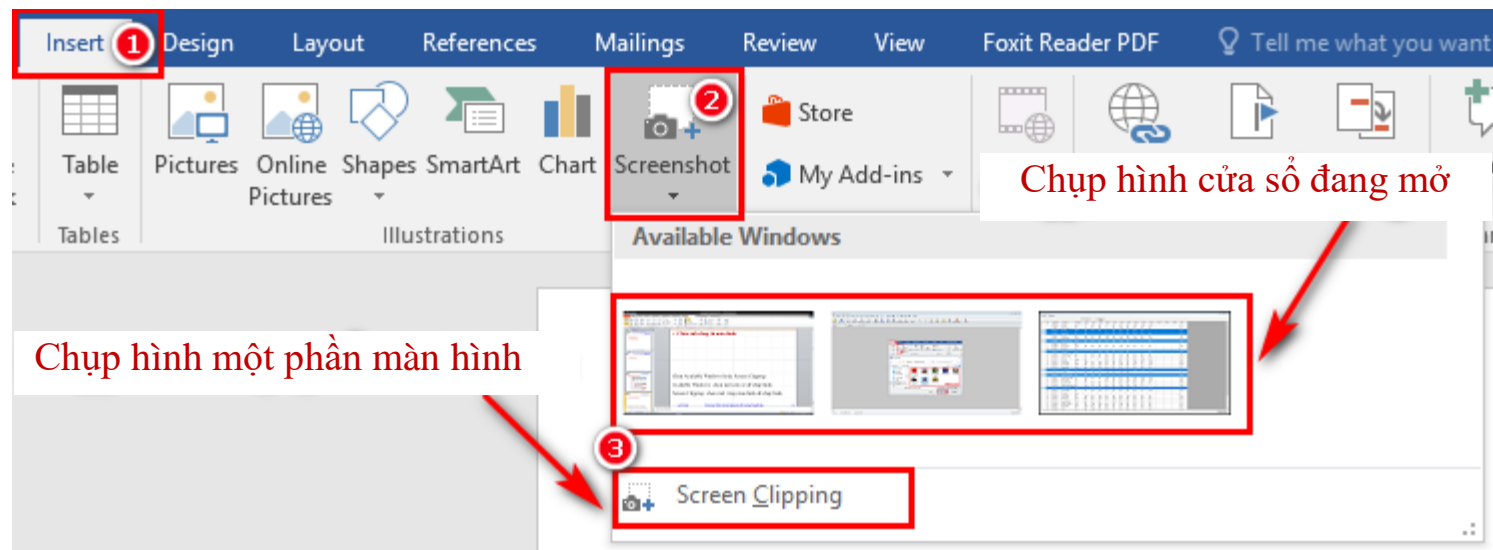 Insert 1 Design Layout References Mailings Review View Foxit Reader PDF Tell me what you want
2
Store
Table Pictures Online Pictures Shapes SmartArt Chart Screenshot
My Add-ins
Chụp hình cửa sổ đang mở
Tables Illustrations
Available Windows
Chụp hình một phần màn hình
3
Screen Clipping